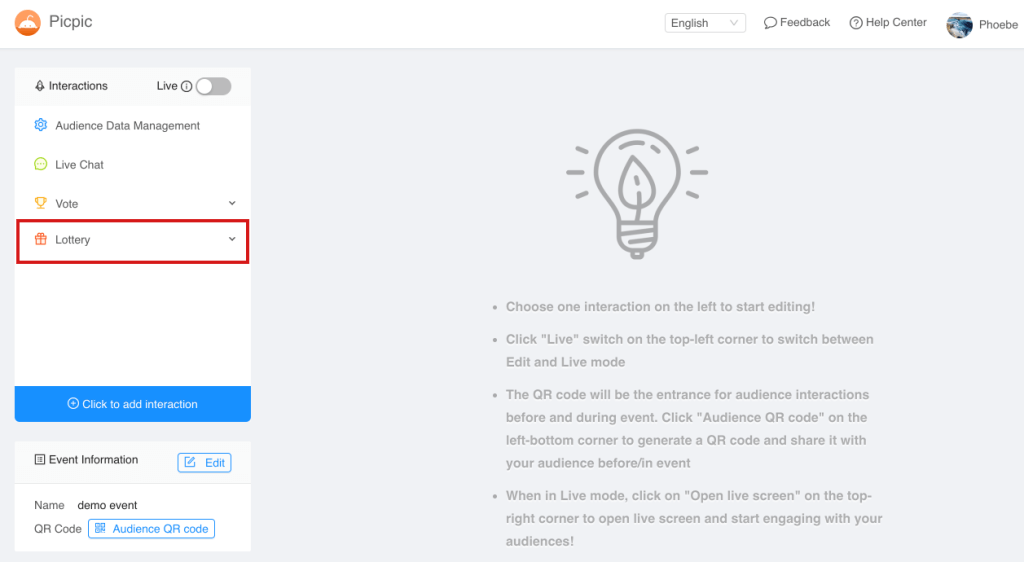 Picpic
English
Feedback
Help Center
Phoebe
Interactions
Live
Audience Data Management
Live Chat
Vote
Lottery
Click to add interaction
Event Information
Edit
Name demo event
QR Code Audience QR code
Choose one interaction on the left to start editing!
Click "Live" switch on the top-left corner to switch between
Edit and Live mode
The QR code will be the entrance for audience interactions
before and during event. Click "Audience QR code" on the
left-bottom corner to generate a QR code and share it with
your audience before/in event
When in Live mode, click on "Open live screen" on the top-
right corner to open live screen and start engaging with your
audiences!